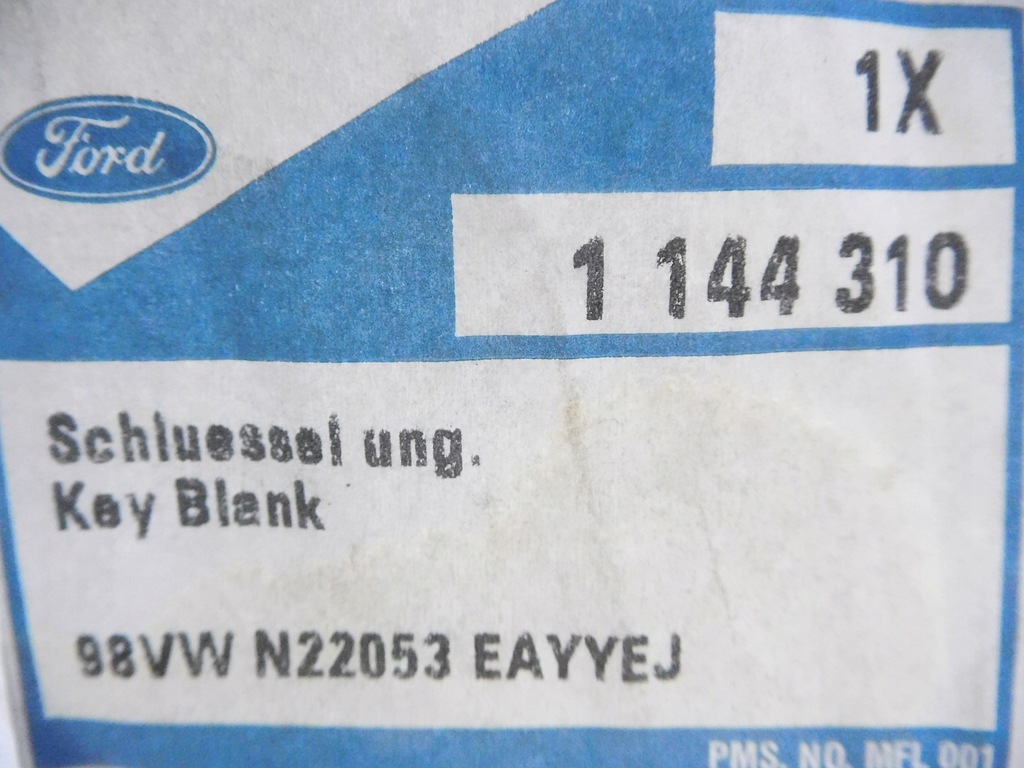 Ford
1X
1 144 310
Schluessel ung.
Key Blank
98VW N22053 EAYYEJ
PMS. NO. MFL 001